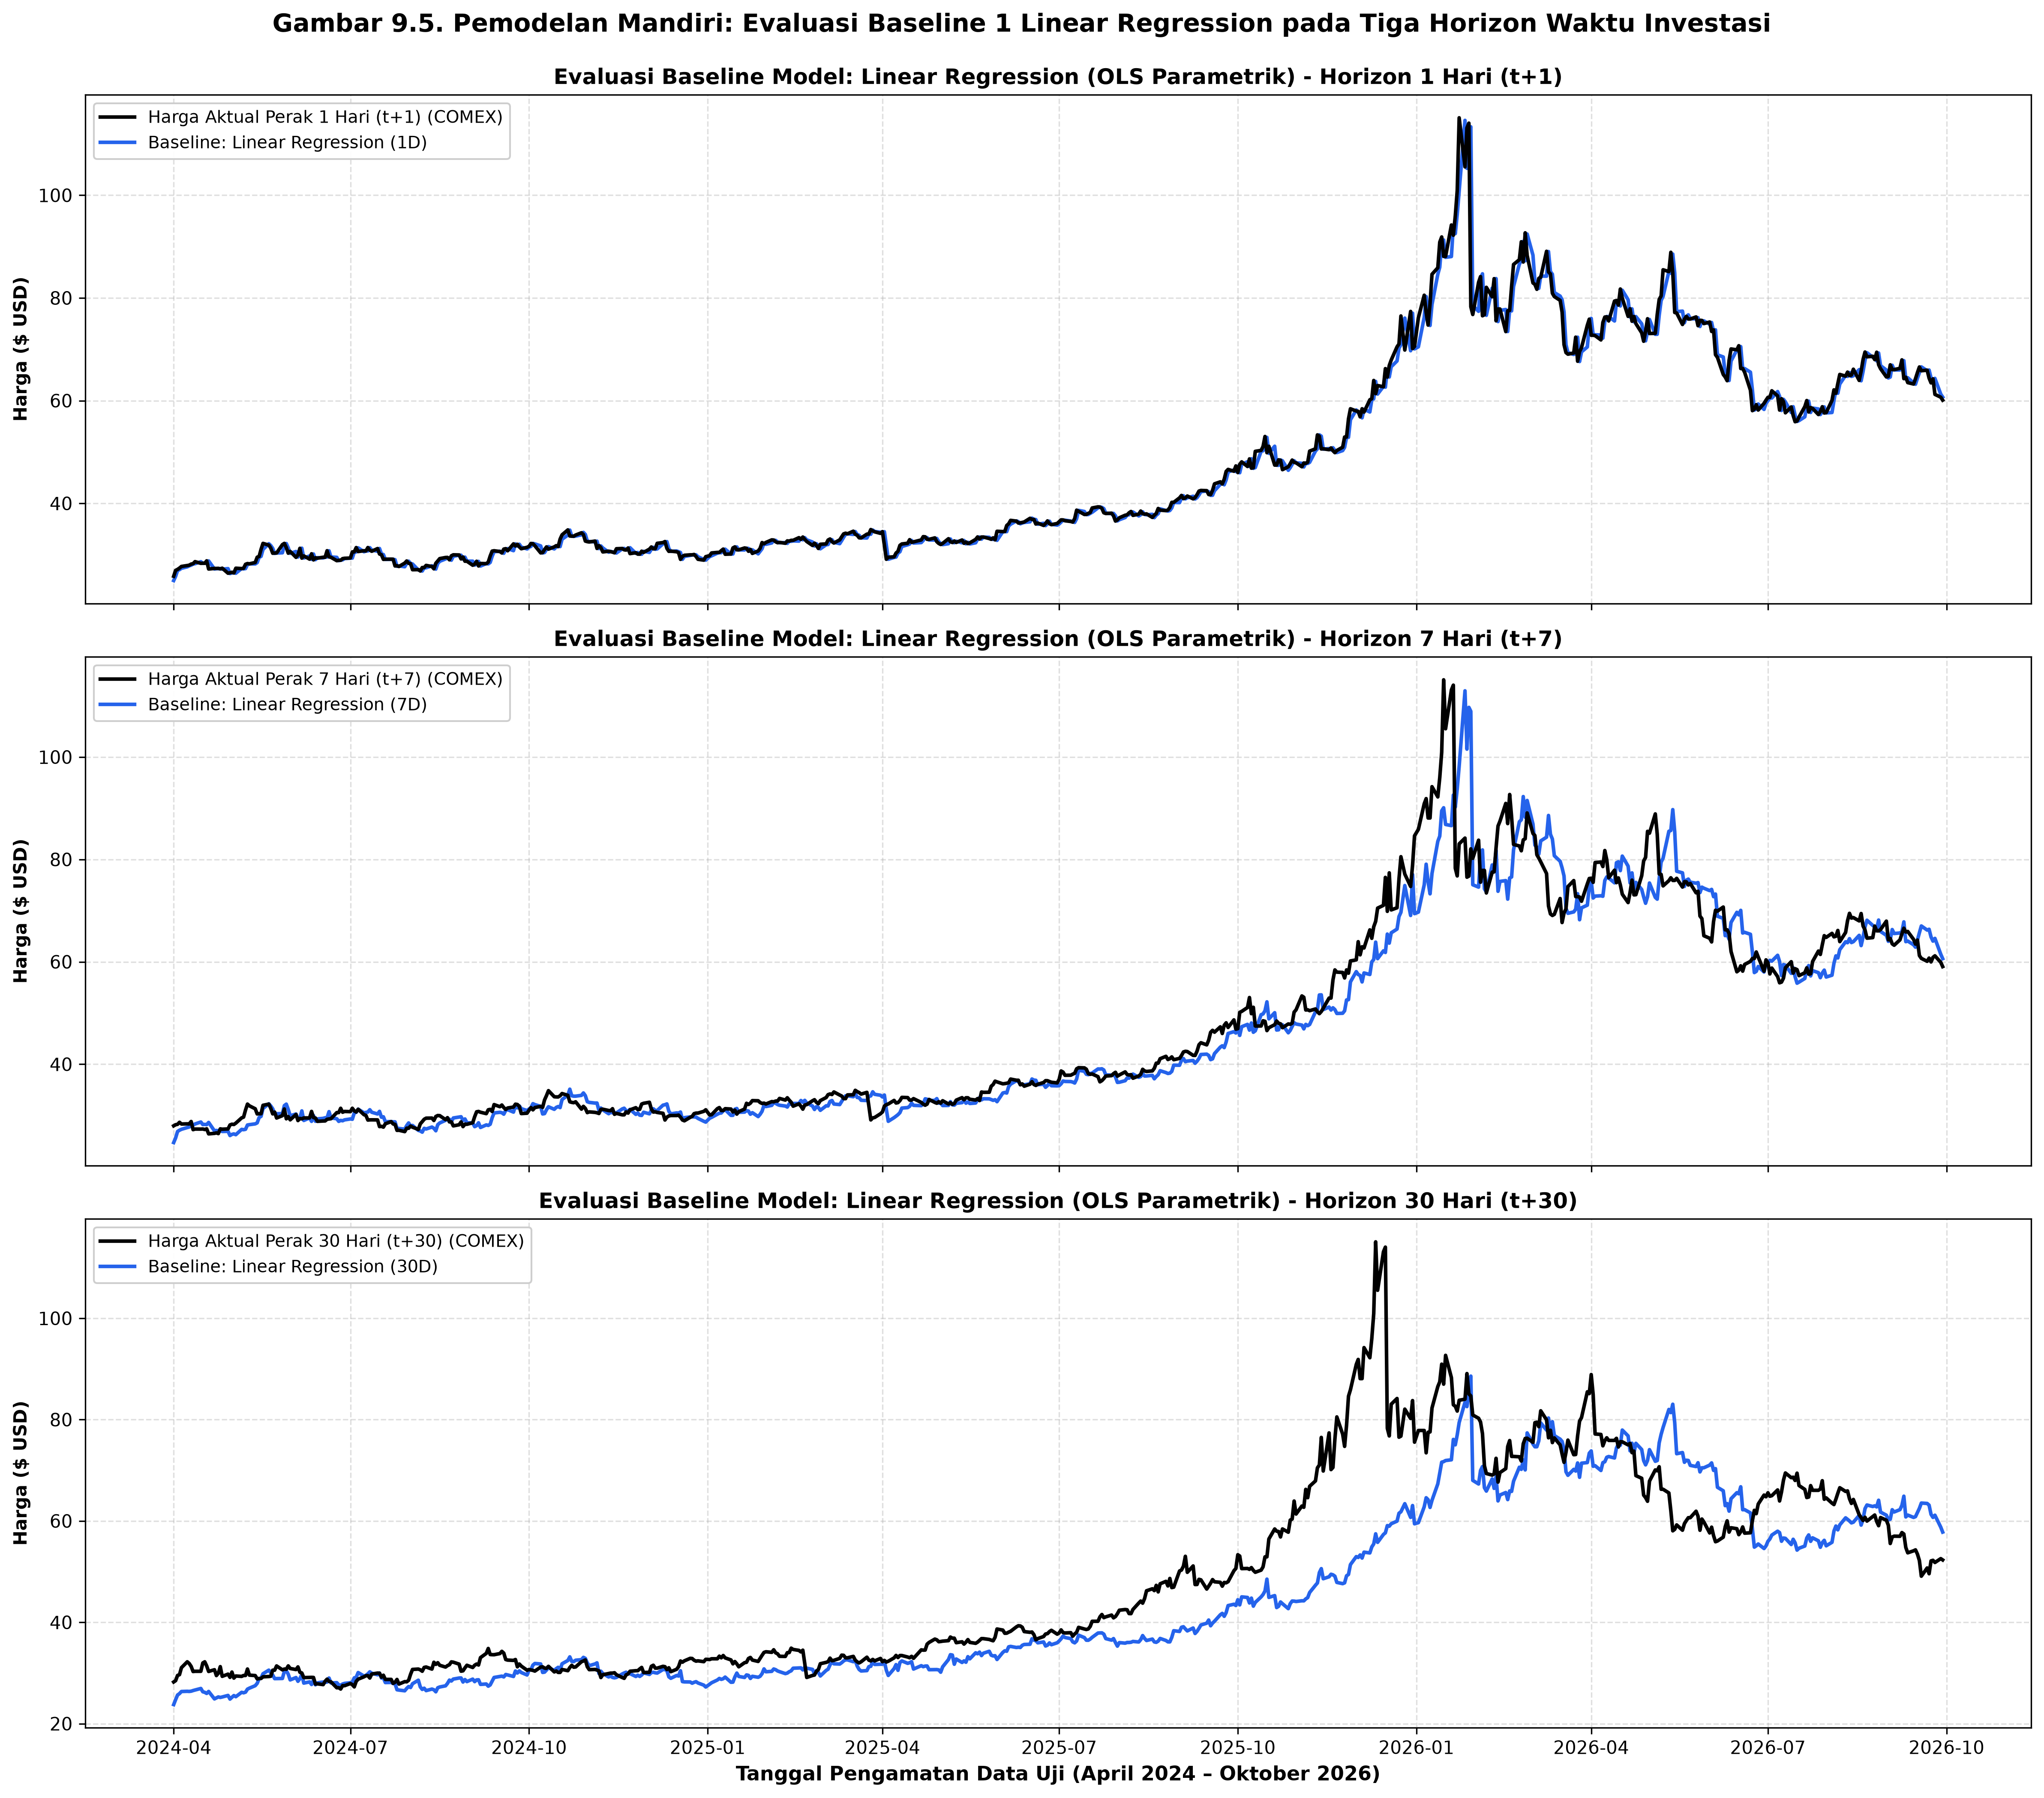 Gambar 9.5. Pemodelan Mandiri: Evaluasi Baseline 1 Linear Regression pada Tiga Horizon Waktu Investasi
Evaluasi Baseline Model: Linear Regression (OLS Parametrik) - Horizon 1 Hari (t+1)
Harga Aktual Perak 1 Hari (t+1) (COMEX)
Baseline: Linear Regression (1D)
Harga ($ USD)
100
80
60
40
Evaluasi Baseline Model: Linear Regression (OLS Parametrik) - Horizon 7 Hari (t+7)
Harga Aktual Perak 7 Hari (t+7) (COMEX)
Baseline: Linear Regression (7D)
Harga ($ USD)
100
80
60
40
Evaluasi Baseline Model: Linear Regression (OLS Parametrik) - Horizon 30 Hari (t+30)
Harga Aktual Perak 30 Hari (t+30) (COMEX)
Baseline: Linear Regression (30D)
Harga ($ USD)
100
80
60
40
20
2024-04 2024-07 2024-10 2025-01 2025-04 2025-07 2025-10 2026-01 2026-04 2026-07 2026-10
Tanggal Pengamatan Data Uji (April 2024 – Oktober 2026)